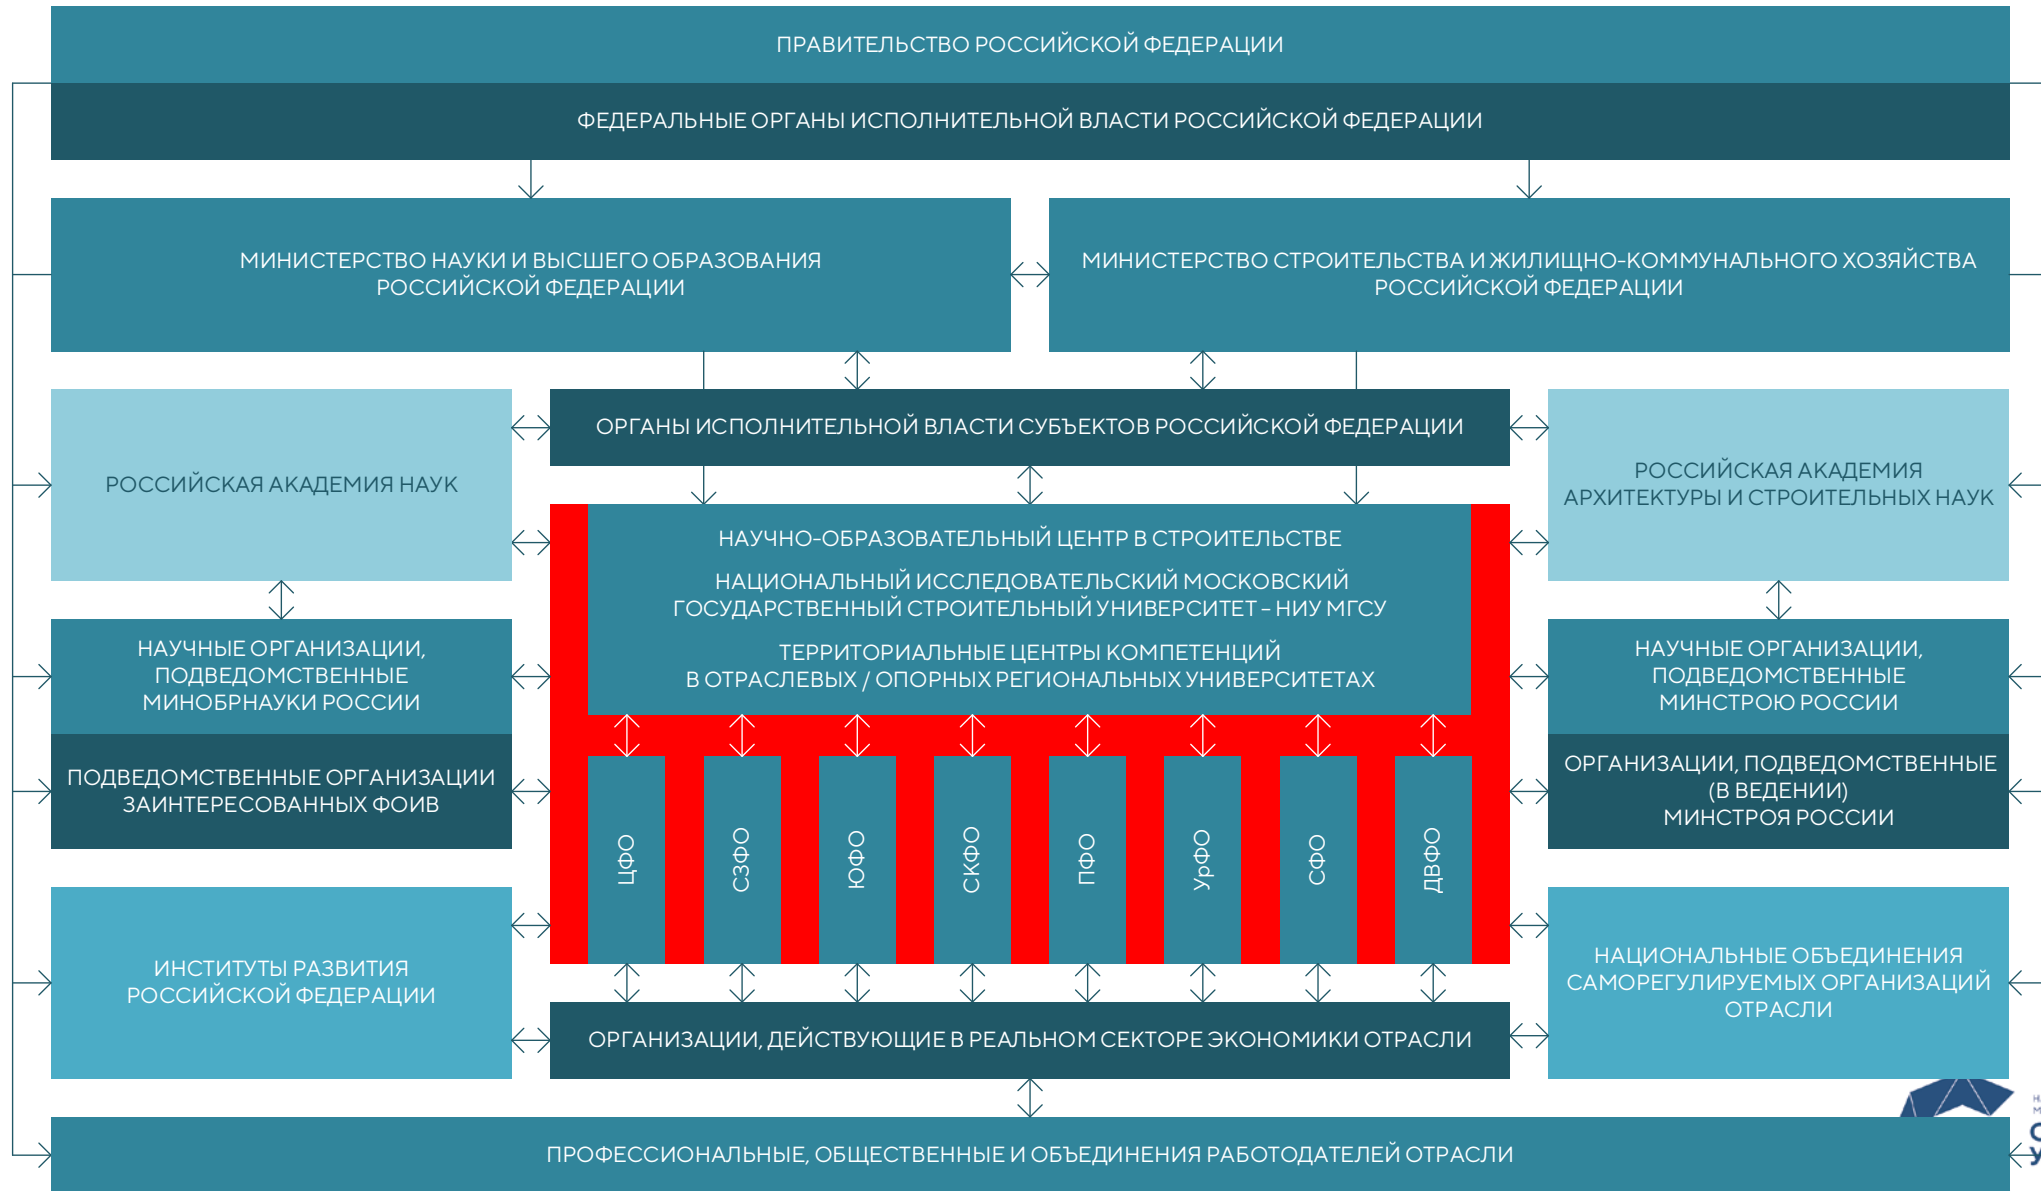 ПРАВИТЕЛЬСТВО РОССИЙСКОЙ ФЕДЕРАЦИИ
ФЕДЕРАЛЬНЫЕ ОРГАНЫ ИСПОЛНИТЕЛЬНОЙ ВЛАСТИ РОССИЙСКОЙ ФЕДЕРАЦИИ
МИНИСТЕРСТВО НАУКИ И ВЫСШЕГО ОБРАЗОВАНИЯ
РОССИЙСКОЙ ФЕДЕРАЦИИ
МИНИСТЕРСТВО СТРОИТЕЛЬСТВА И ЖИЛИЩНО-КОММУНАЛЬНОГО ХОЗЯЙСТВА
РОССИЙСКОЙ ФЕДЕРАЦИИ
ОРГАНЫ ИСПОЛНИТЕЛЬНОЙ ВЛАСТИ СУБЪЕКТОВ РОССИЙСКОЙ ФЕДЕРАЦИИ
РОССИЙСКАЯ АКАДЕМИЯ НАУК
РОССИЙСКАЯ АКАДЕМИЯ
АРХИТЕКТУРЫ И СТРОИТЕЛЬНЫХ НАУК
НАУЧНО-ОБРАЗОВАТЕЛЬНЫЙ ЦЕНТР В СТРОИТЕЛЬСТВЕ
НАЦИОНАЛЬНЫЙ ИССЛЕДОВАТЕЛЬСКИЙ МОСКОВСКИЙ
ГОСУДАРСТВЕННЫЙ СТРОИТЕЛЬНЫЙ УНИВЕРСИТЕТ – НИУ МГСУ
ТЕРРИТОРИАЛЬНЫЕ ЦЕНТРЫ КОМПЕТЕНЦИЙ
В ОТРАСЛЕВЫХ / ОПОРНЫХ РЕГИОНАЛЬНЫХ УНИВЕРСИТЕТАХ
НАУЧНЫЕ ОРГАНИЗАЦИИ,
ПОДВЕДОМСТВЕННЫЕ
МИНОБРНАУКИ РОССИИ
НАУЧНЫЕ ОРГАНИЗАЦИИ,
ПОДВЕДОМСТВЕННЫЕ
МИНСТРОЮ РОССИИ
ПОДВЕДОМСТВЕННЫЕ ОРГАНИЗАЦИИ
ЗАИНТЕРЕСОВАННЫХ ФОИВ
ОРГАНИЗАЦИИ, ПОДВЕДОМСТВЕННЫЕ
(В ВЕДЕНИИ)
МИНСТРОЯ РОССИИ
ЦФО
СЗФО
ЮФО
СКФО
ПФО
УрФО
СФО
ДВФО
ИНСТИТУТЫ РАЗВИТИЯ
РОССИЙСКОЙ ФЕДЕРАЦИИ
НАЦИОНАЛЬНЫЕ ОБЪЕДИНЕНИЯ
САМОРЕГУЛИРУЕМЫХ ОРГАНИЗАЦИЙ
ОТРАСЛИ
ОРГАНИЗАЦИИ, ДЕЙСТВУЮЩИЕ В РЕАЛЬНОМ СЕКТОРЕ ЭКОНОМИКИ ОТРАСЛИ
ПРОФЕССИОНАЛЬНЫЕ, ОБЩЕСТВЕННЫЕ И ОБЪЕДИНЕНИЯ РАБОТОДАТЕЛЕЙ ОТРАСЛИ